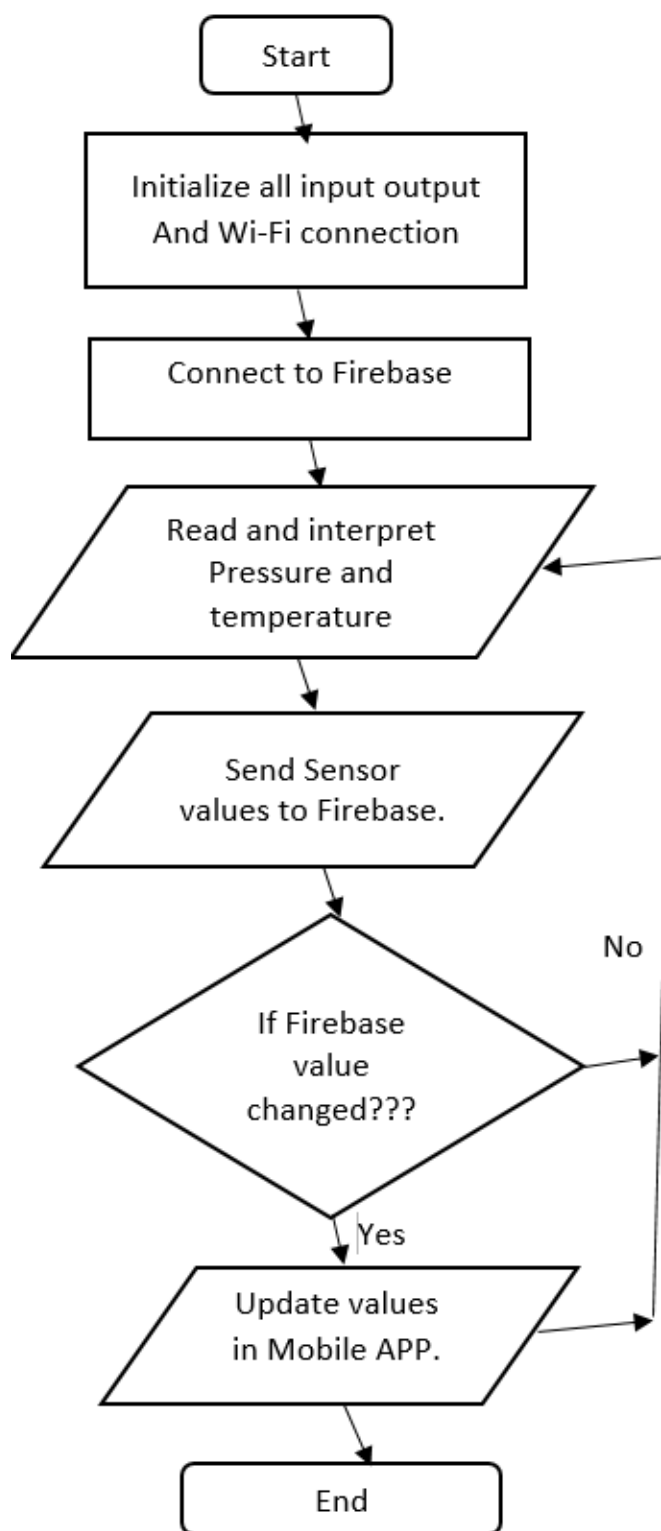 Start
Initialize all input output
And Wi-Fi connection
Connect to Firebase
Read and interpret
Pressure and
temperature
Send Sensor
values to Firebase.
No
If Firebase
value
changed???
Yes
Update values
in Mobile APP.
End